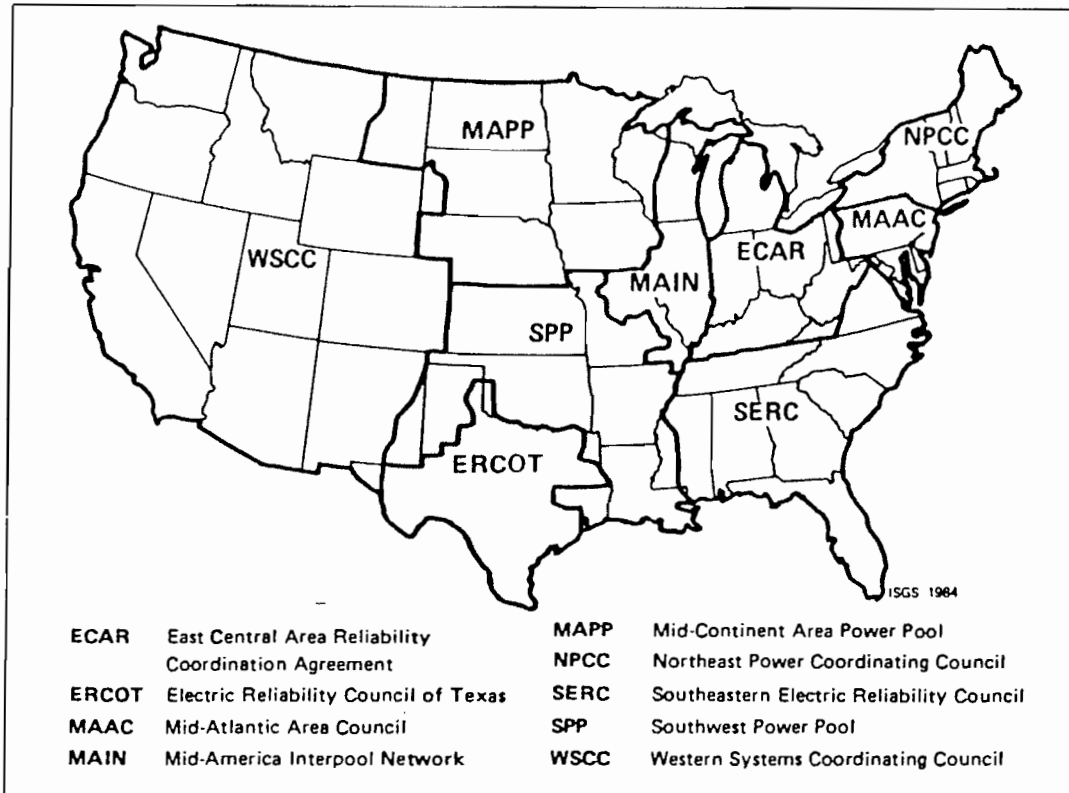 MAPP
NPCC
MAAC
ECAR
WSCC
MAIN
SPP
SERC
ERCOT
ISGS 1984
ECAR East Central Area Reliability
Coordination Agreement
ERCOT Electric Reliability Council of Texas
MAAC Mid-Atlantic Area Council
MAIN Mid-America Interpool Network
MAPP Mid-Continent Area Power Pool
NPCC Northeast Power Coordinating Council
SERC Southeastern Electric Reliability Council
SPP Southwest Power Pool
WSCC Western Systems Coordinating Council